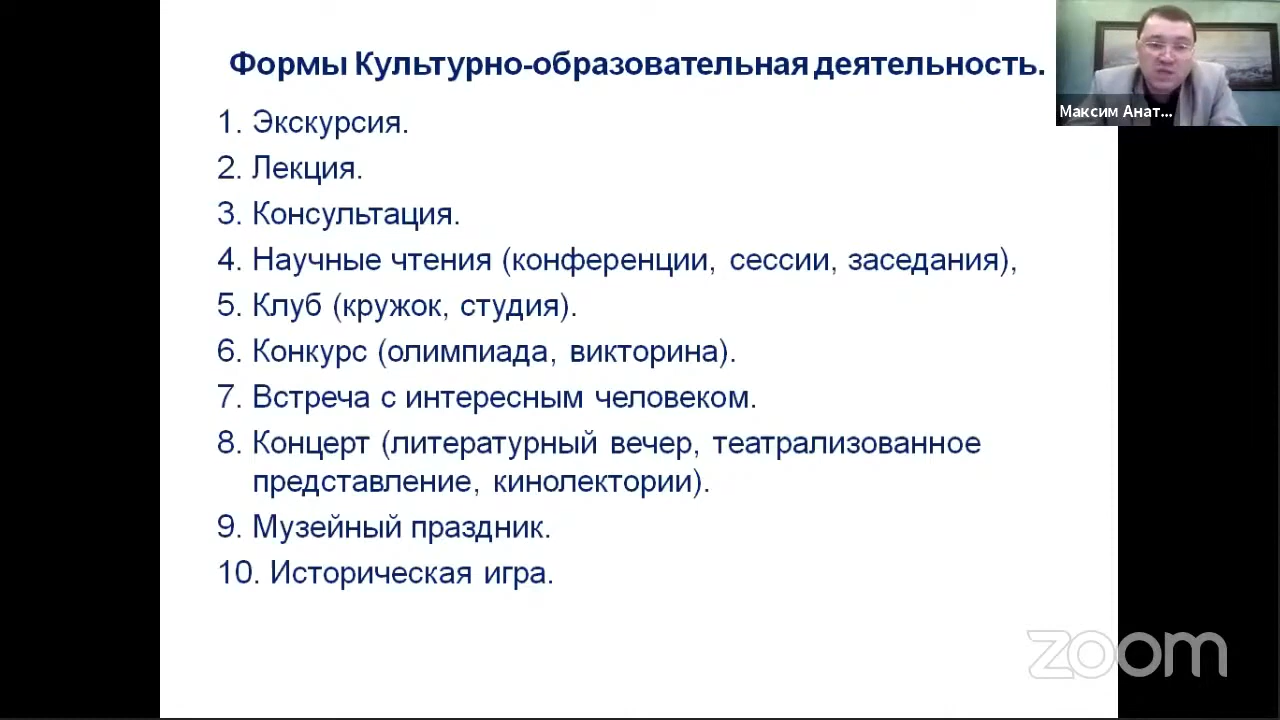 Формы Культурно-образовательная деятельность.
1. Экскурсия.
2. Лекция.
3. Консультация.
4. Научные чтения (конференции, сессии, заседания),
5. Клуб (кружок, студия).
6. Конкурс (олимпиада, викторина).
7. Встреча с интересным человеком.
8. Концерт (литературный вечер, театрализованное
представление, кинолектории).
9. Музейный праздник.
10. Историческая игра.
Максим Анат...
zoom